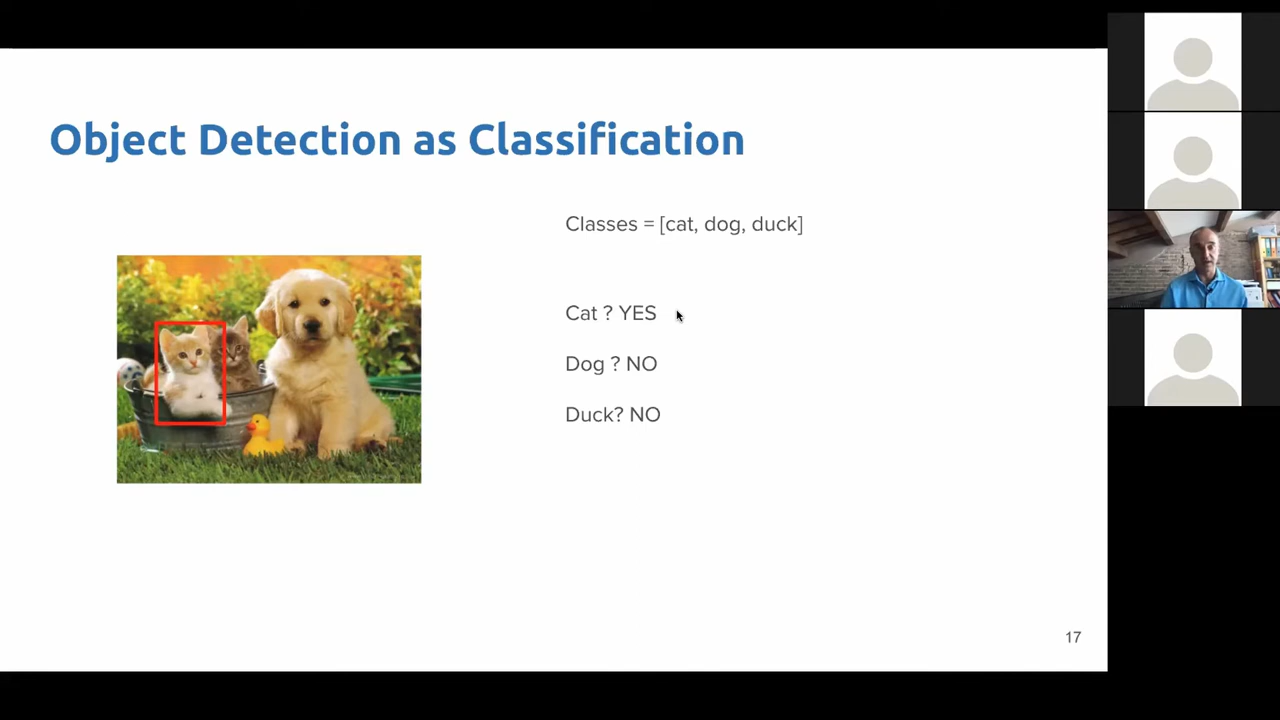 Object Detection as Classification
Classes = [cat, dog, duck]
Cat ? YES
Dog ? NO
Duck? NO
17